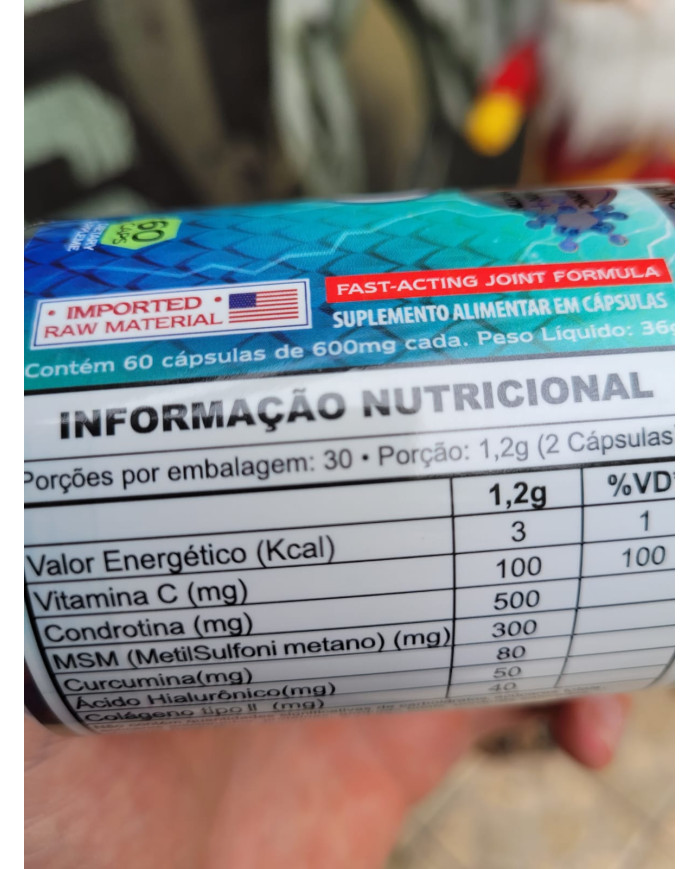 60
CAPS
• IMPORTED •
RAW MATERIAL
FAST-ACTING JOINT FORMULA
SUPLEMENTO ALIMENTAR EM CÁPSULAS
Contém 60 cápsulas de 600mg cada. Peso Líquido: 36g
INFORMAÇÃO NUTRICIONAL
Porções por embalagem: 30 • Porção: 1,2g (2 Cápsulas)
1,2g %VD*
Valor Energético (Kcal) 3 1
Vitamina C (mg) 100 100
Condrotina (mg) 500
MSM (MetilSulfoni metano) (mg) 300
Curcumina(mg) 80
Ácido Hialurônico(mg) 50
Colágeno tipo II (mg) 40